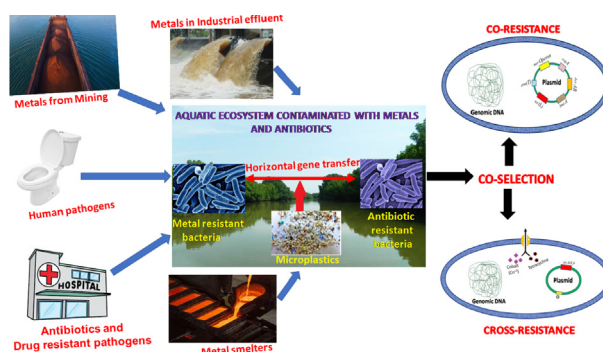 Metals in Industrial effluent
CO-RESISTANCE
Plasmid
Genomic DNA
Metals from Mining
AQUATIC ECOSYSTEM CONTAMINATED WITH METALS
AND ANTIBIOTICS
Horizontal gene transfer
CO-SELECTION
Human pathogens
Metal resistant
bacteria
Antibiotic
resistant
bacteria
Microplastics
HOSPITAL
Genomic DNA
Plasmid
Antibiotics and
Drug resistant pathogens
Metal smelters
CROSS-RESISTANCE